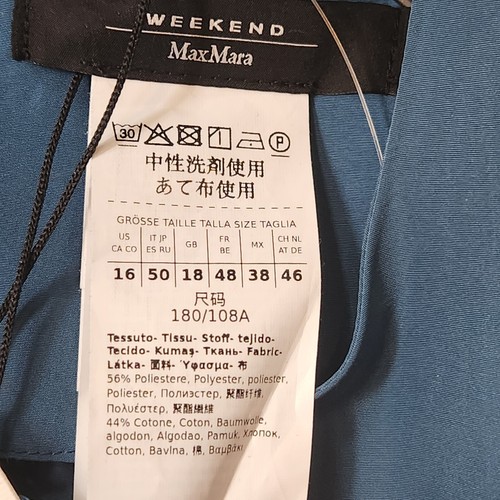 WEEKEND
MaxMara
30 P
中性洗剤使用
あて布使用
GRÖSSE TAILLE TALLA SIZE TAGLIA
US IT JP GB FR MX CH NL
CA CO ES RU BE AT DE
16 50 18 48 38 46
尺码
180/108A
Tessuto- Tissu- Stoff- tejido-
Tecido- Kumaş- Ткань- Fabric-
Látka- 面料- Ύφασμα- 布
56% Poliestere, Polyester, poliester,
Poliester, Полиэстер, 聚酯纤维,
Πολυέστερ, 聚酯纖維
44% Cotone, Coton, Baumwolle,
algodon, Algodao, Pamuk, Хлопок,
Cotton, Bavlna, 棉, Βαμβάκι